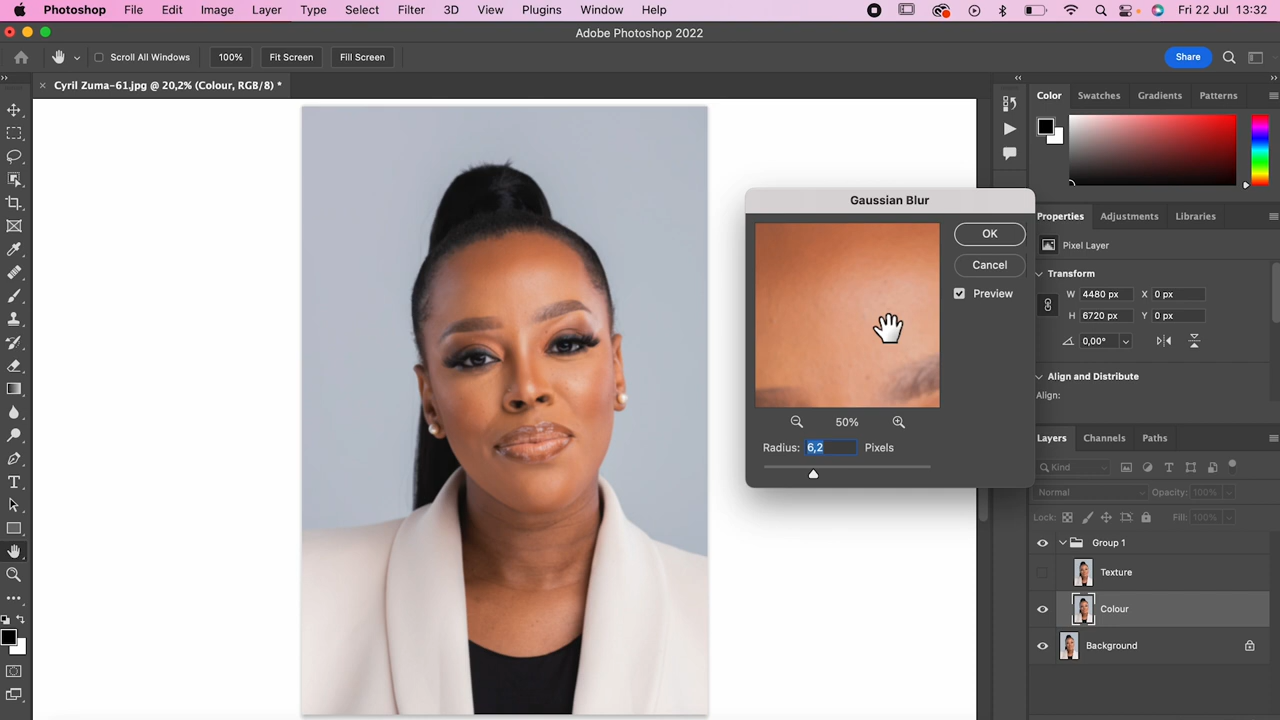 Photoshop File Edit Image Layer Type Select Filter 3D View Plugins Window Help Fri 22 Jul 13:32
Adobe Photoshop 2022
Scroll All Windows 100% Fit Screen Fill Screen Share
Cyril Zuma-61.jpg @ 20,2% (Colour, RGB/8) *
Color Swatches Gradients Patterns
Gaussian Blur
OK
Cancel
Preview
50%
Radius: 6,2 Pixels
Properties Adjustments Libraries
Pixel Layer
Transform
W 4480 px X 0 px
H 6720 px Y 0 px
0,00°
Align and Distribute
Align:
Layers Channels Paths
Kind
Normal Opacity: 100%
Lock: Fill: 100%
Group 1
Texture
Colour
Background